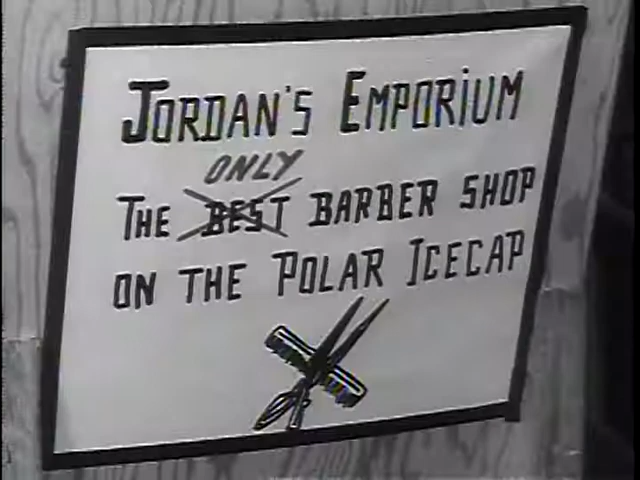 JORDAN'S EMPORIUM
ONLY
THE BEST BARBER SHOP
ON THE POLAR ICECAP